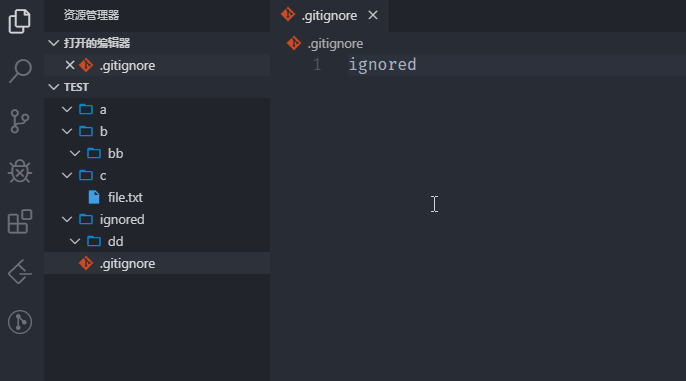 资源管理器
打开的编辑器
.gitignore
TEST
a
b
bb
c
file.txt
ignored
dd
.gitignore
.gitignore
.gitignore
1 ignored